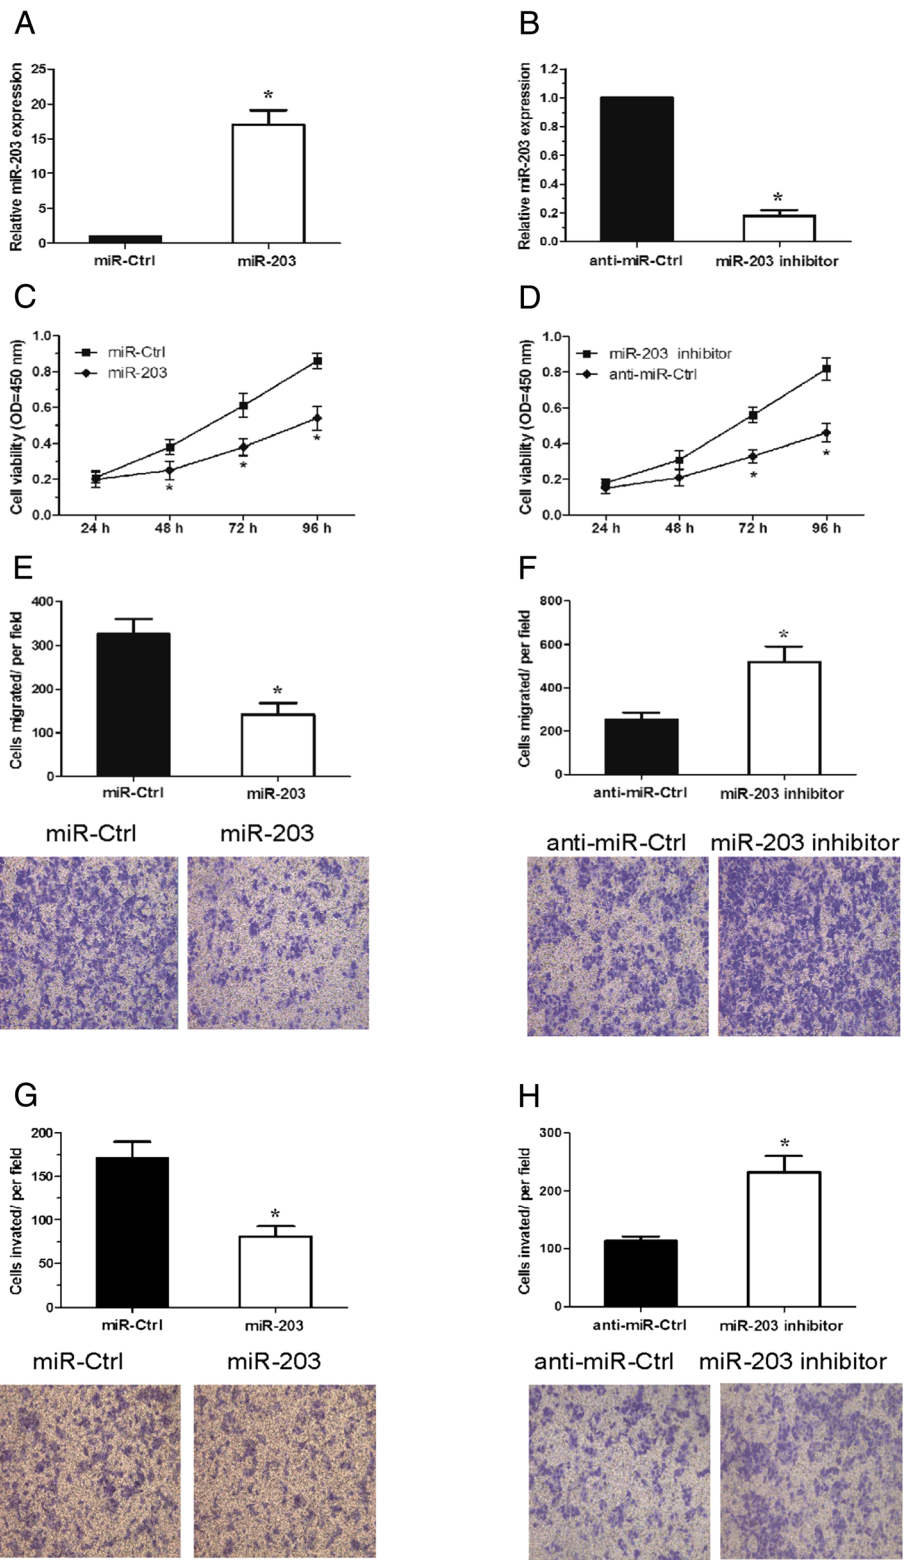 A
Relative miR-203 expression
25
20
15
10
5
0
*
miR-Ctrl
miR-203
B
Relative miR-203 expression
1.2
1.0
0.8
0.6
0.4
0.2
0.0
*
anti-miR-Ctrl
miR-203 inhibitor
C
Cell viability (OD=450 nm)
1.0
0.8
0.6
0.4
0.2
0.0
miR-Ctrl
miR-203
* * *
24 h 48 h 72 h 96 h
D
Cell viability (OD=450 nm)
1.0
0.8
0.6
0.4
0.2
0.0
miR-203 inhibitor
anti-miR-Ctrl
* *
24 h 48 h 72 h 96 h
E
Cells migrated/ per field
400
300
200
100
0
*
miR-Ctrl
miR-203
miR-Ctrl miR-203
F
Cells migrated/ per field
800
600
400
200
0
*
anti-miR-Ctrl
miR-203 inhibitor
anti-miR-Ctrl miR-203 inhibitor
G
Cells invated/ per field
200
150
100
50
0
*
miR-Ctrl
miR-203
miR-Ctrl miR-203
H
Cells invated/ per field
300
200
100
0
*
anti-miR-Ctrl
miR-203 inhibitor
anti-miR-Ctrl miR-203 inhibitor